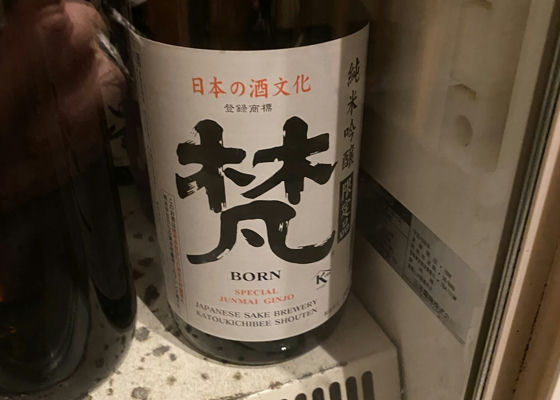 日本の酒文化
登録商標
梵
純米吟醸
限定品
BORN
SPECIAL
JUNMAI GINJO
JAPANESE SAKE BREWERY
KATOUKICHIBEE SHOUTEN